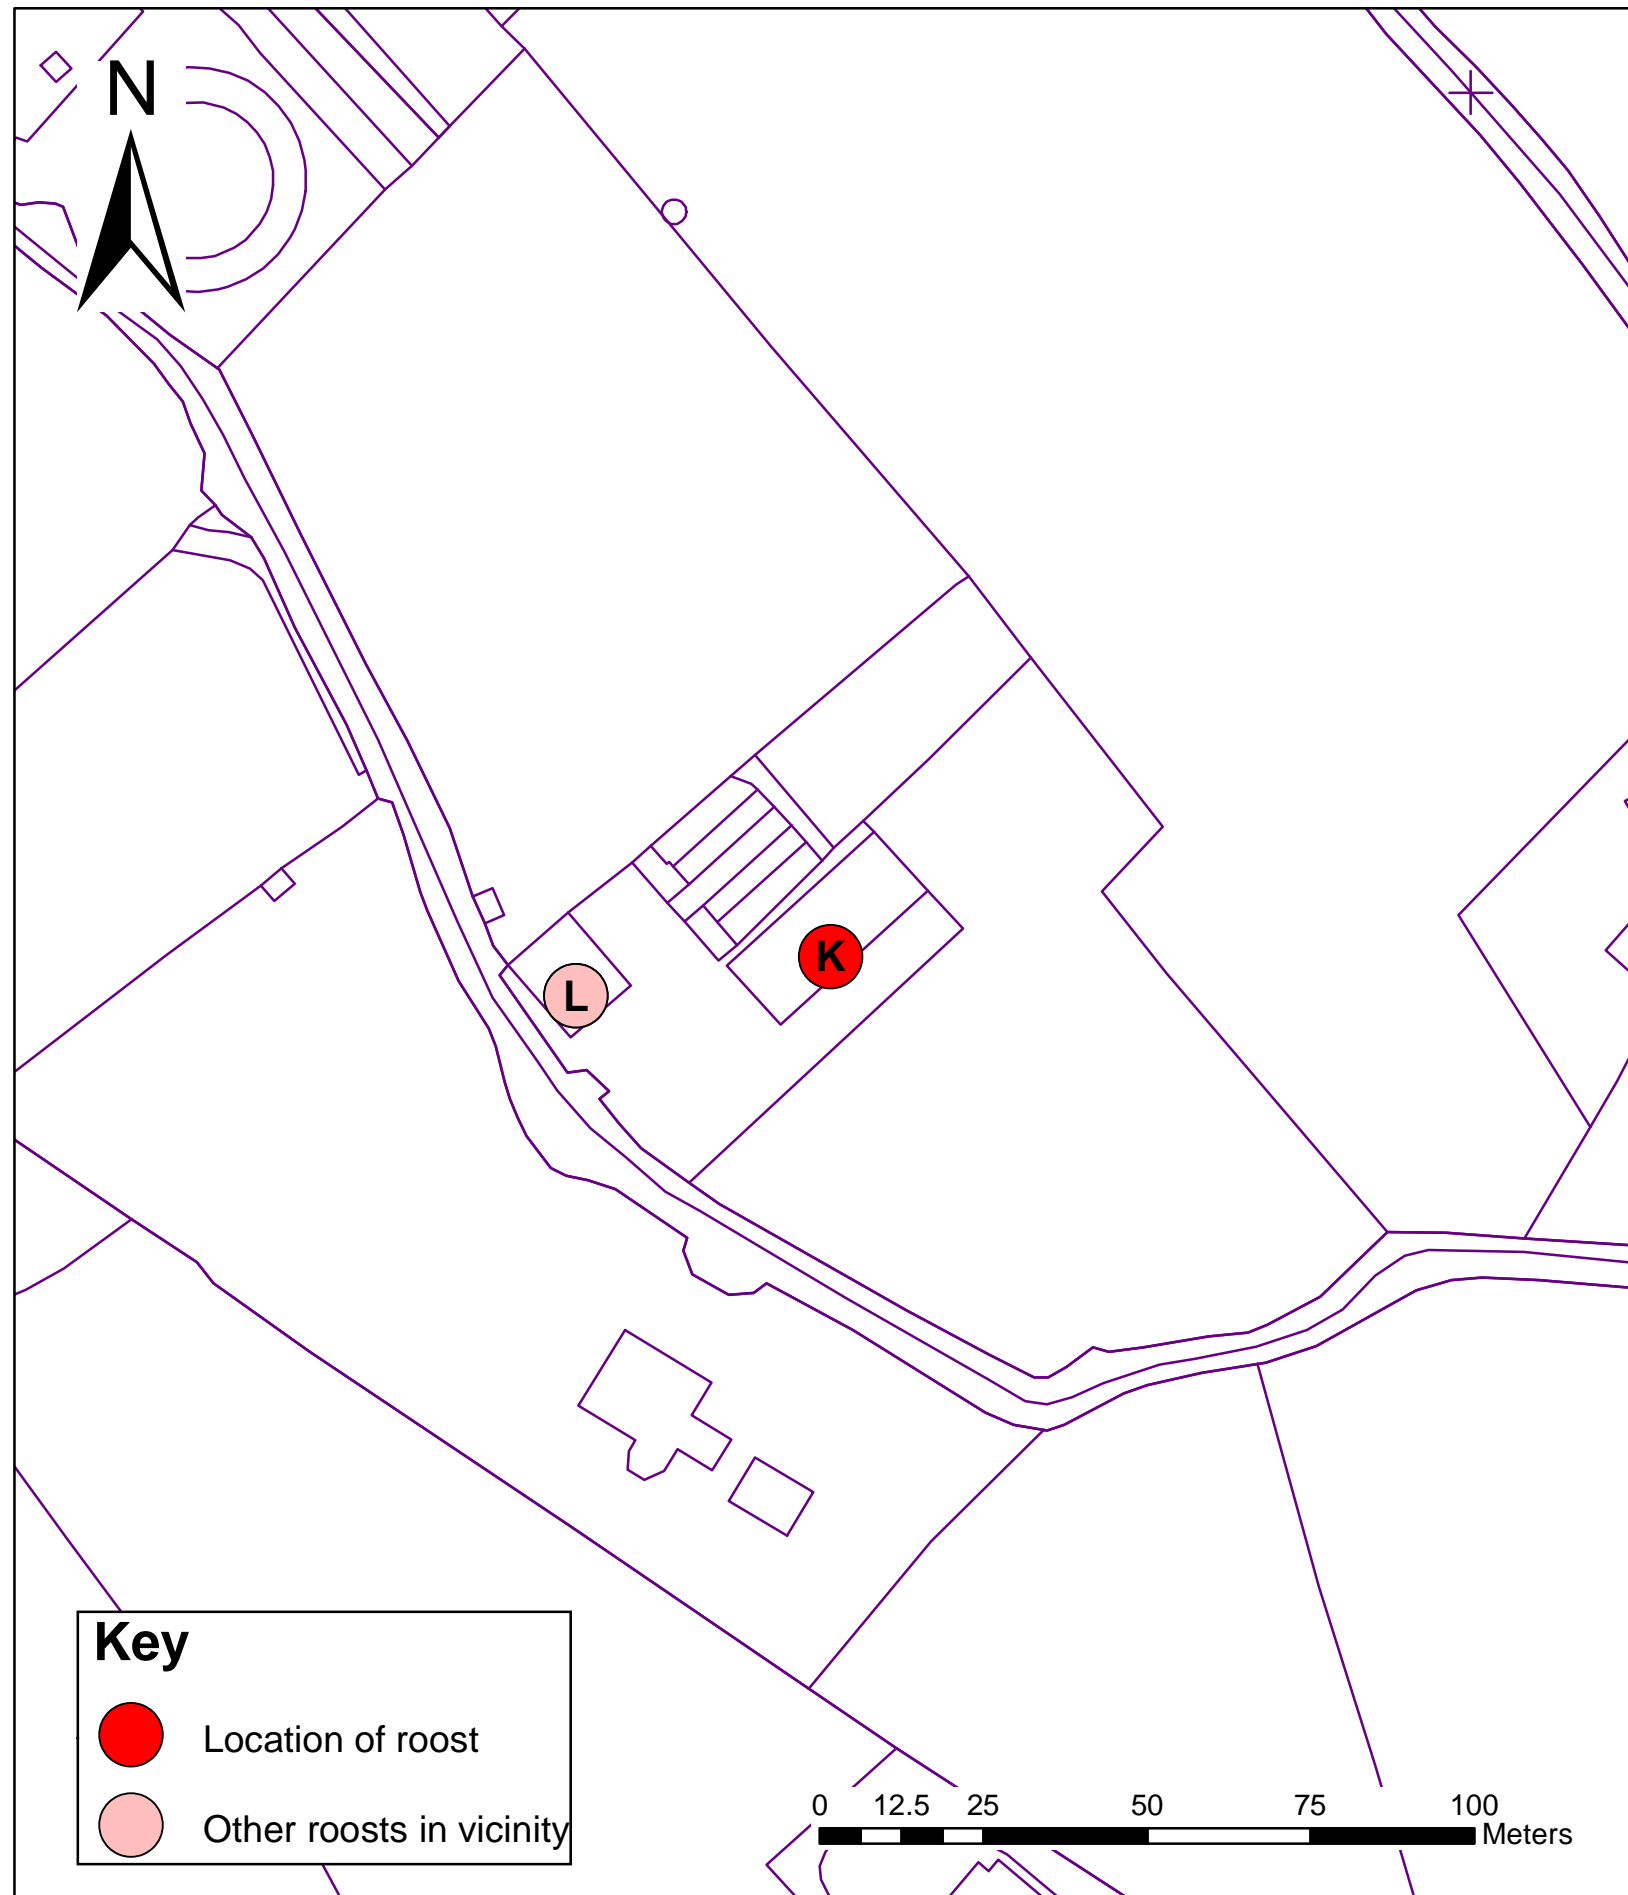 N
K
L
Key
Location of roost
Other roosts in vicinity
0 12.5 25 50 75 100
Meters